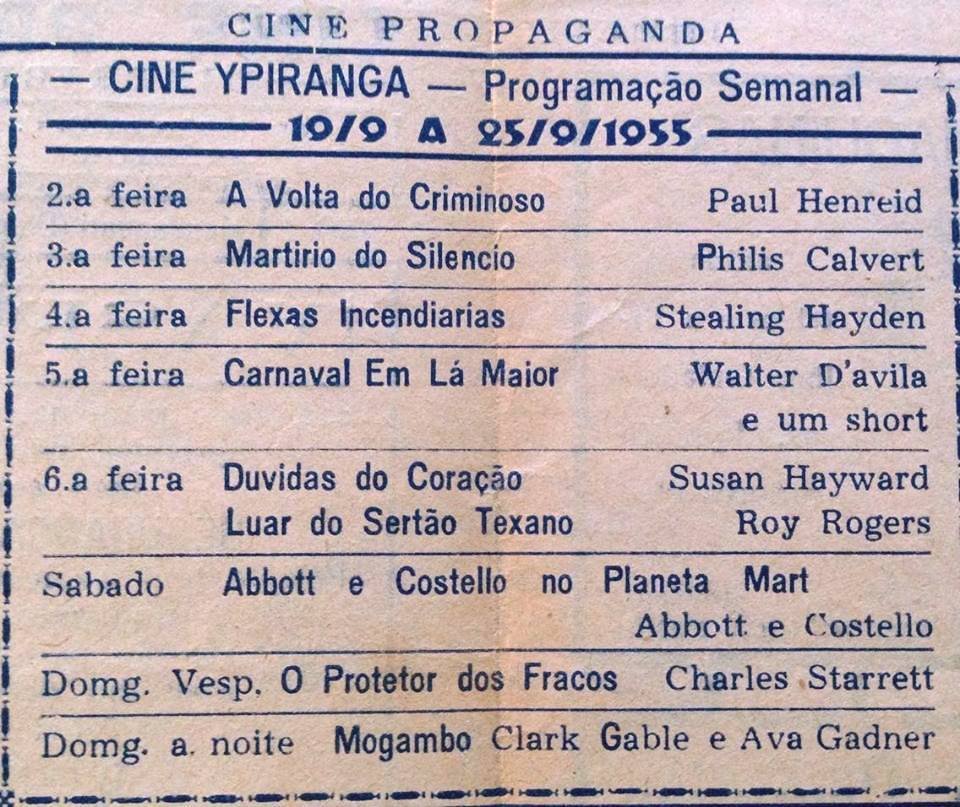 CINE PROPAGANDA
— CINE YPIRANGA — Programação Semanal —
19/9 A 25/9/1955
2.a feira A Volta do Criminoso Paul Henreid
3.a feira Martirio do Silencio Philis Calvert
4.a feira Flexas Incendiarias Stealing Hayden
5.a feira Carnaval Em Lá Maior Walter D'avila
e um short
6.a feira Duvidas do Coração Susan Hayward
Luar do Sertão Texano Roy Rogers
Sabado Abbott e Costello no Planeta Mart
Abbott e Costello
Domg. Vesp. O Protetor dos Fracos Charles Starrett
Domg. a. noite Mogambo Clark Gable e Ava Gadner